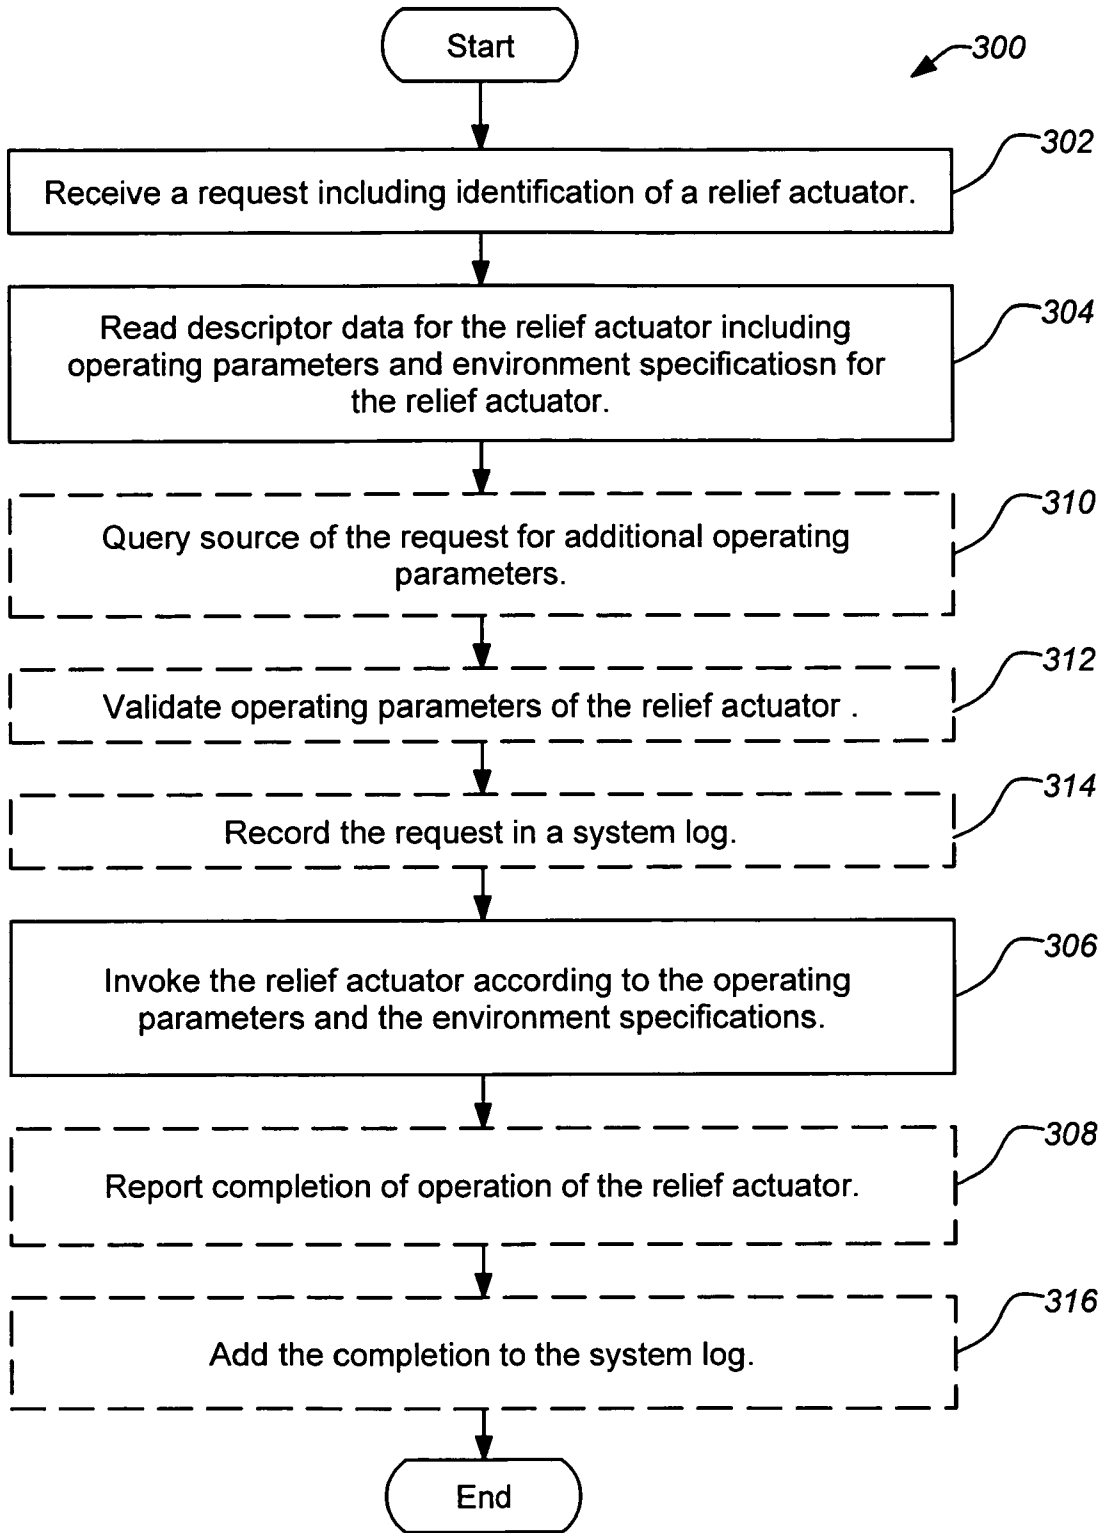 Start
300
302
Receive a request including identification of a relief actuator.
304
Read descriptor data for the relief actuator including
operating parameters and environment specificatiosn for
the relief actuator.
310
Query source of the request for additional operating
parameters.
312
Validate operating parameters of the relief actuator .
314
Record the request in a system log.
306
Invoke the relief actuator according to the operating
parameters and the environment specifications.
308
Report completion of operation of the relief actuator.
316
Add the completion to the system log.
End